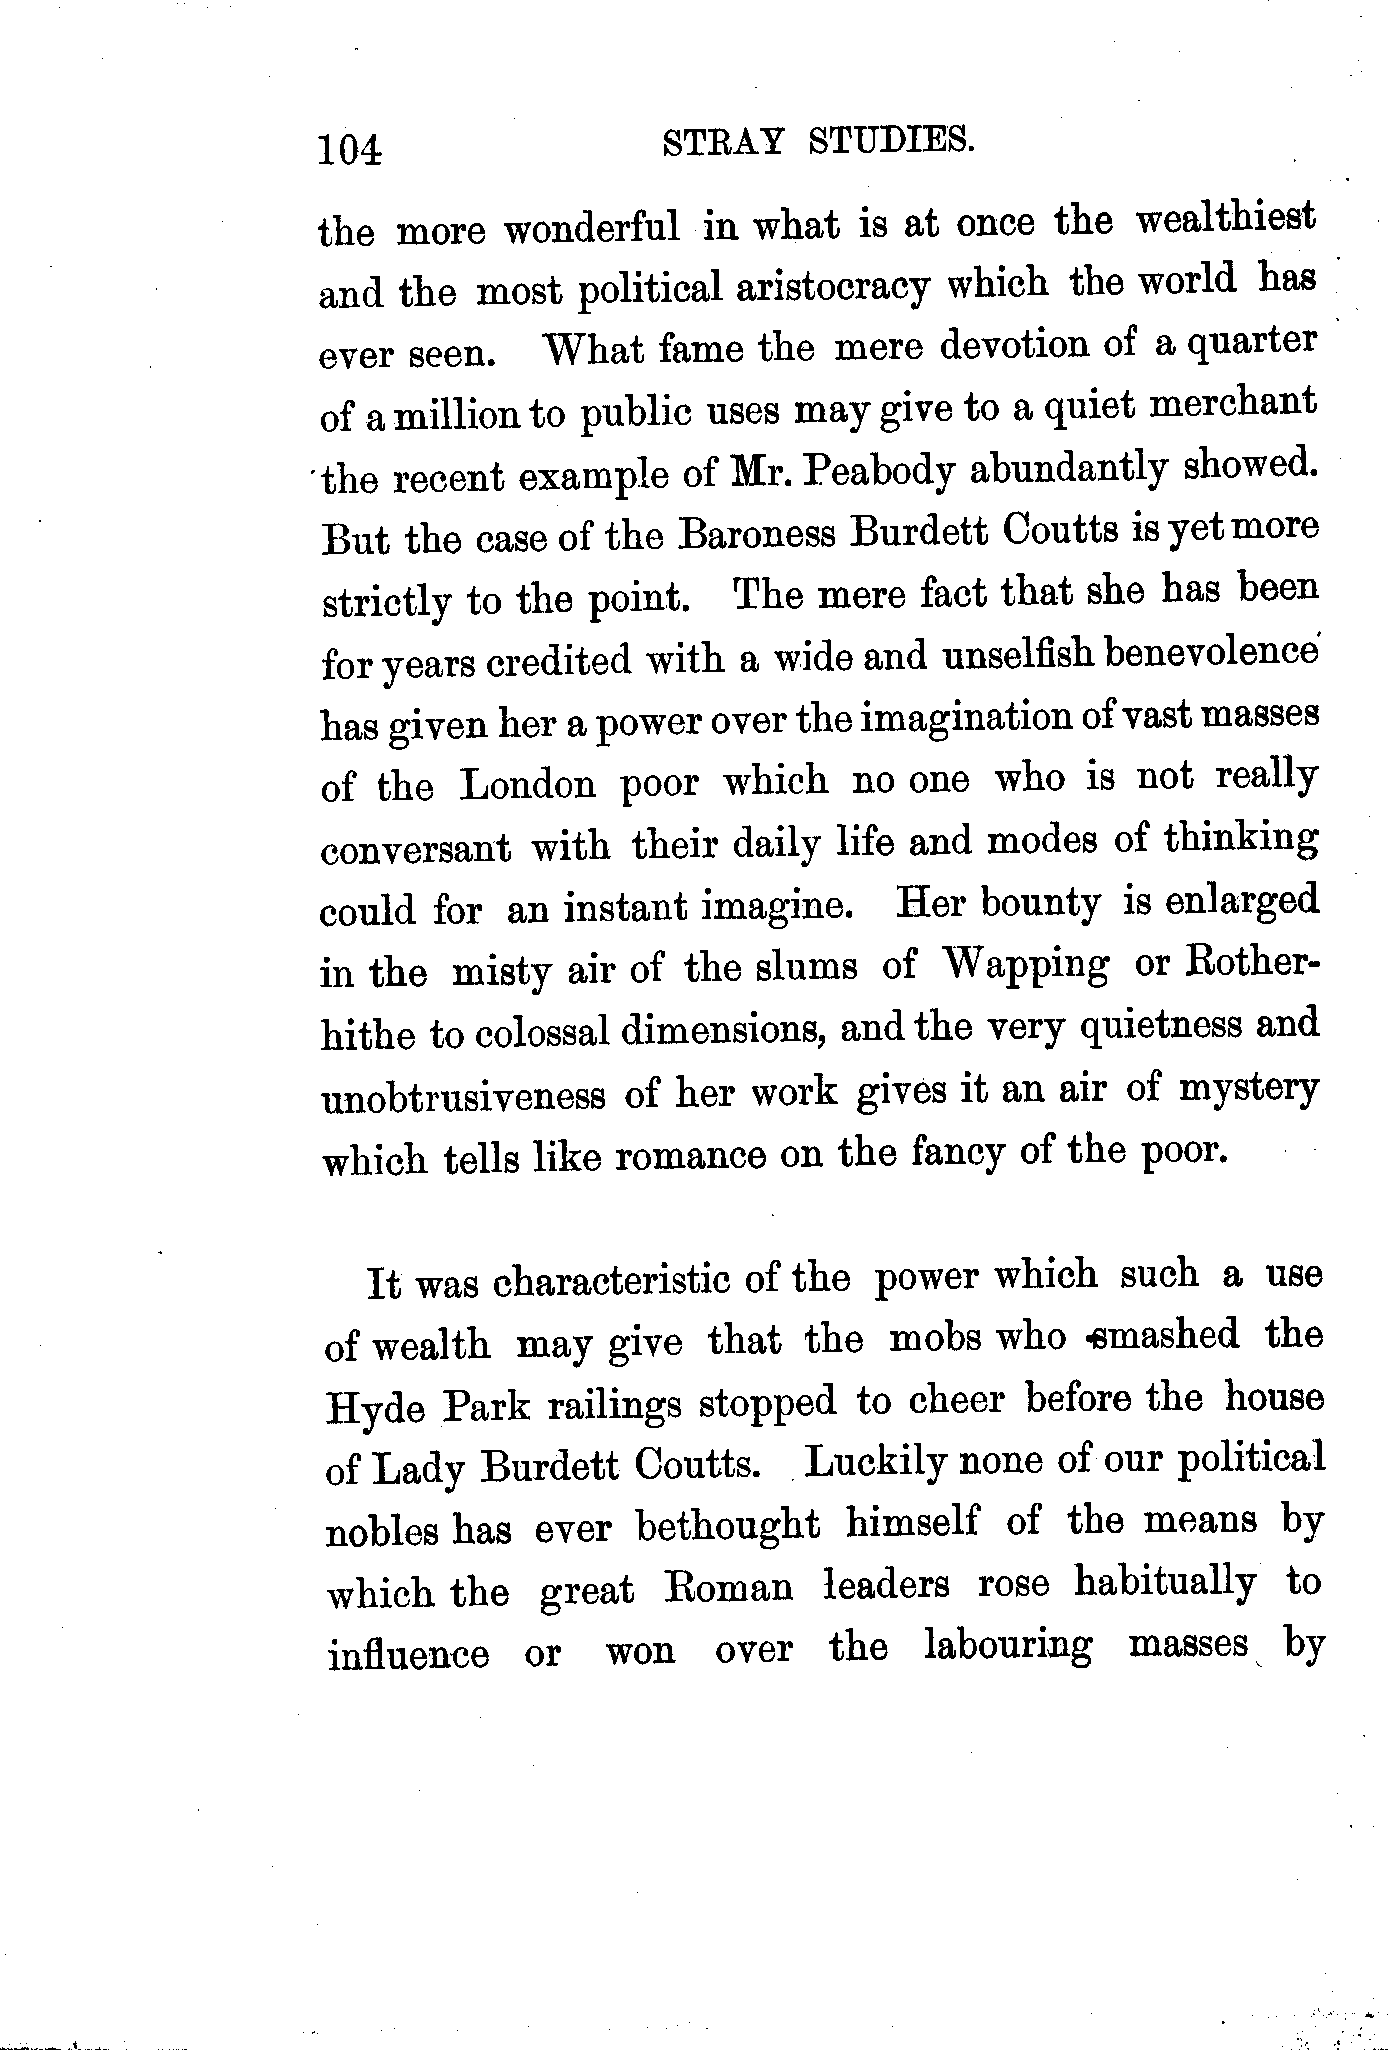 104 STRAY STUDIES.
the more wonderful in what is at once the wealthiest
and the most political aristocracy which the world has
ever seen. What fame the mere devotion of a quarter
of a million to public uses may give to a quiet merchant
the recent example of Mr. Peabody abundantly showed.
But the case of the Baroness Burdett Coutts is yet more
strictly to the point. The mere fact that she has been
for years credited with a wide and unselfish benevolence
has given her a power over the imagination of vast masses
of the London poor which no one who is not really
conversant with their daily life and modes of thinking
could for an instant imagine. Her bounty is enlarged
in the misty air of the slums of Wapping or Rother-
hithe to colossal dimensions, and the very quietness and
unobtrusiveness of her work gives it an air of mystery
which tells like romance on the fancy of the poor.
It was characteristic of the power which such a use
of wealth may give that the mobs who smashed the
Hyde Park railings stopped to cheer before the house
of Lady Burdett Coutts. Luckily none of our political
nobles has ever bethought himself of the means by
which the great Roman leaders rose habitually to
influence or won over the labouring masses by